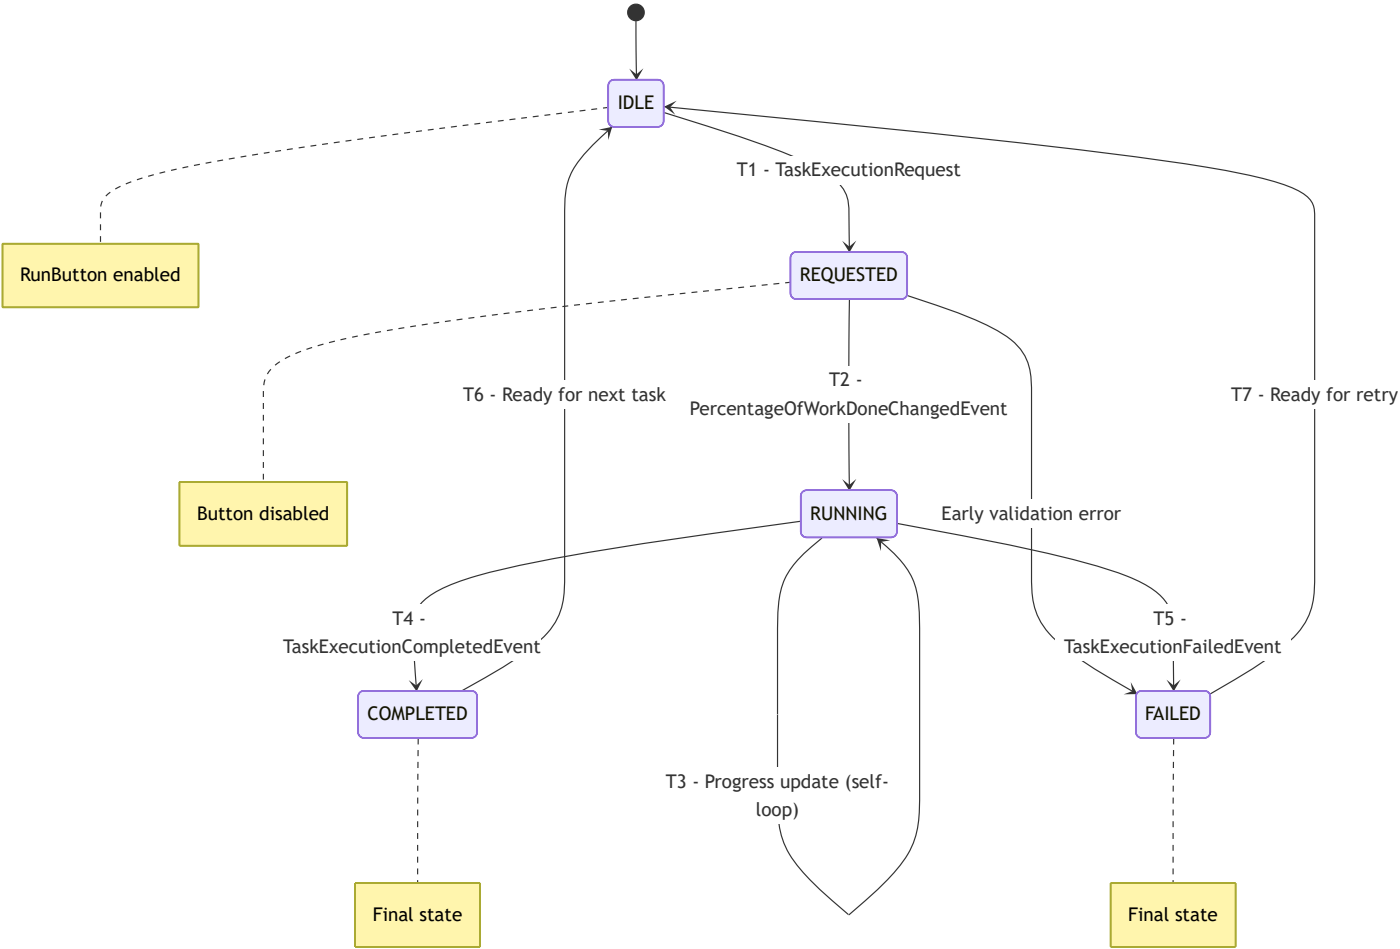 IDLE
T1 - TaskExecutionRequest
RunButton enabled
REQUESTED
T2 -
PercentageOfWorkDoneChangedEvent
T6 - Ready for next task
T7 - Ready for retry
Button disabled
RUNNING
Early validation error
T4 -
TaskExecutionCompletedEvent
T5 -
TaskExecutionFailedEvent
COMPLETED
FAILED
T3 - Progress update (self-
loop)
Final state
Final state